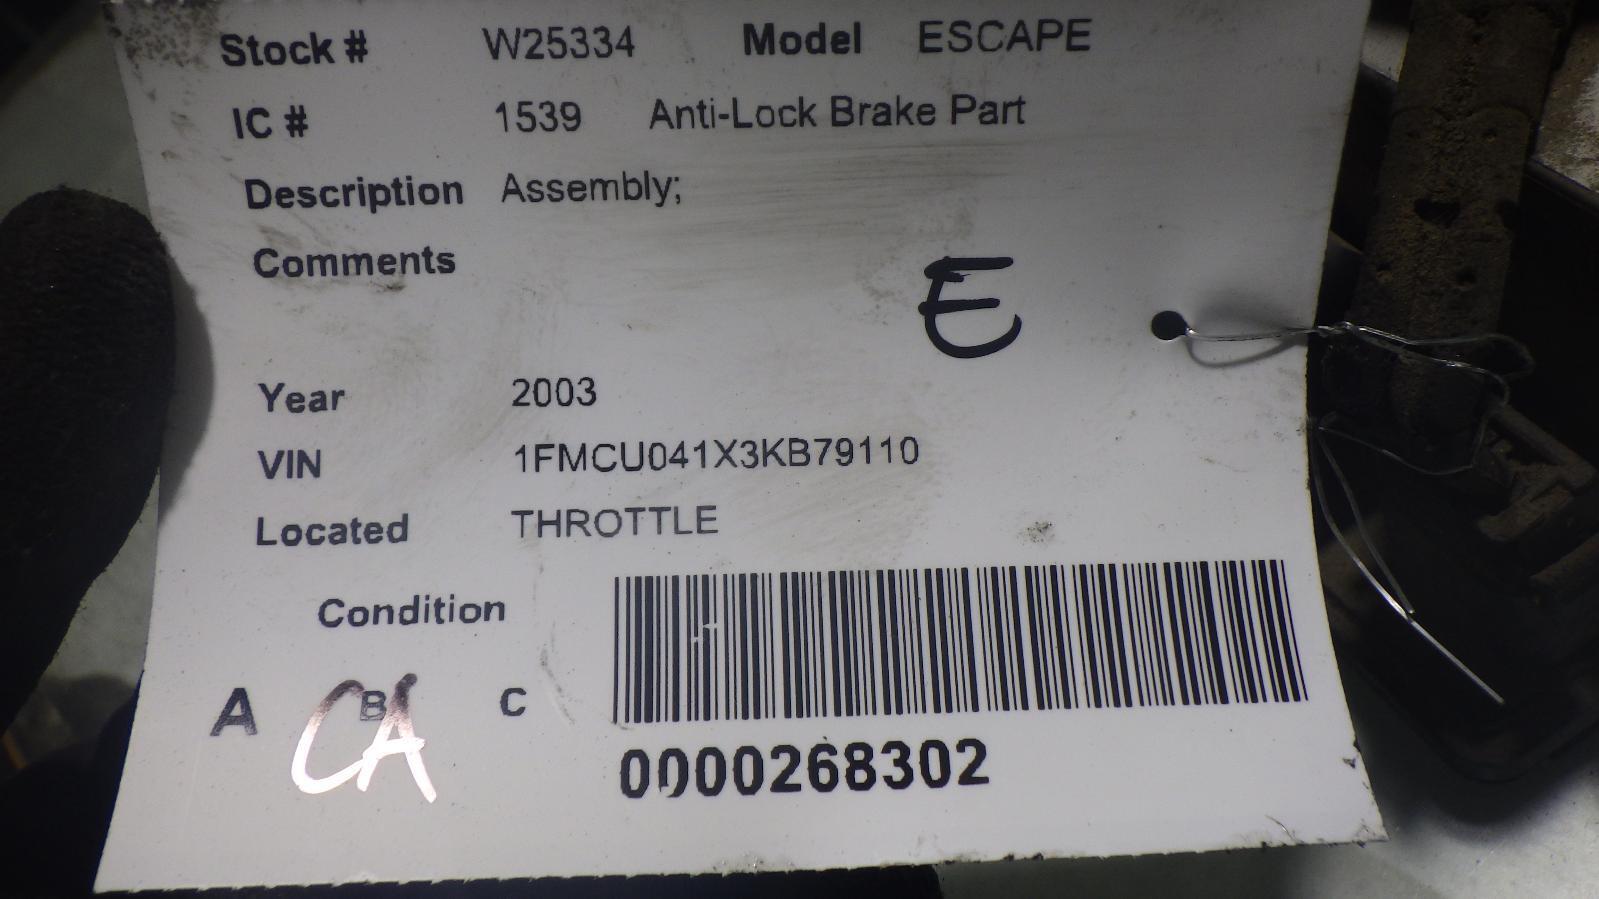 Stock # W25334 Model ESCAPE
IC # 1539 Anti-Lock Brake Part
Description Assembly;
Comments
E
Year 2003
VIN 1FMCU041X3KB79110
Located THROTTLE
Condition
A B C
CA
0000268302